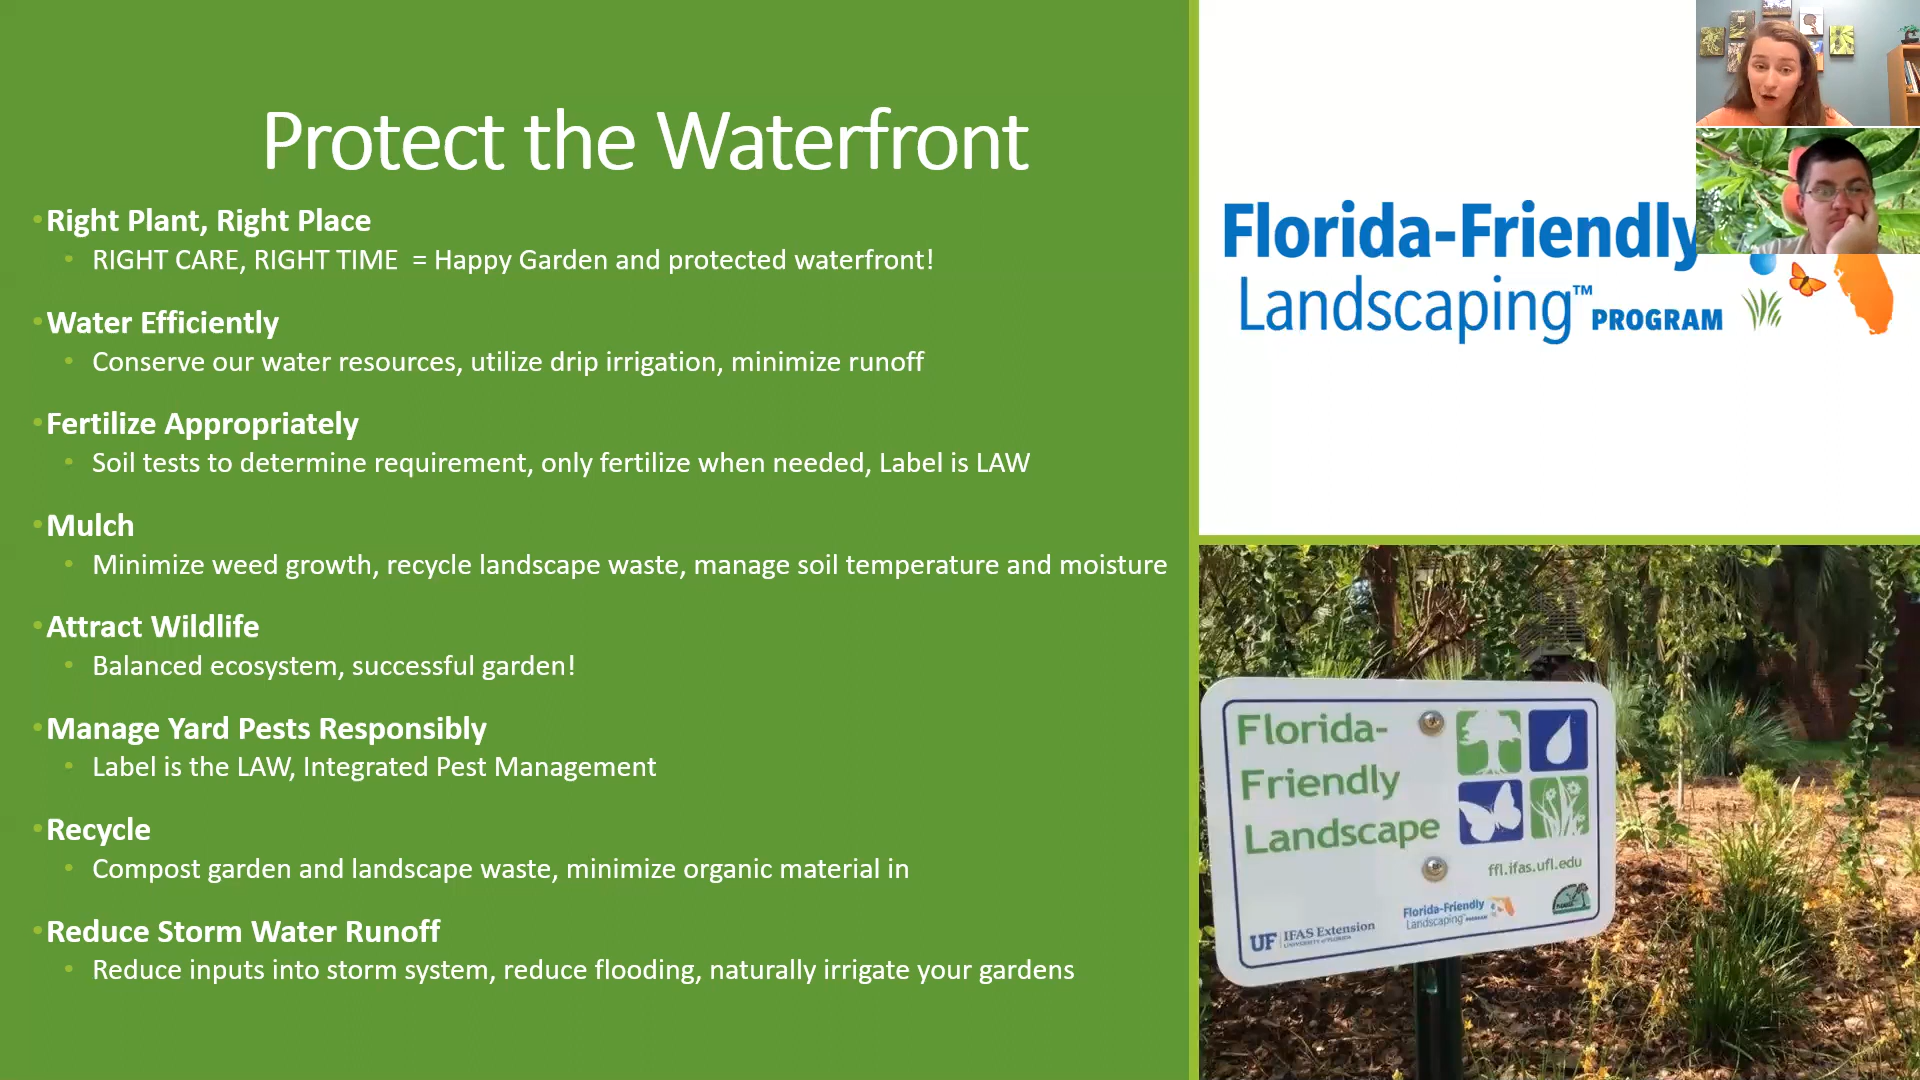 Protect the Waterfront
•Right Plant, Right Place
• RIGHT CARE, RIGHT TIME = Happy Garden and protected waterfront!
•Water Efficiently
• Conserve our water resources, utilize drip irrigation, minimize runoff
•Fertilize Appropriately
• Soil tests to determine requirement, only fertilize when needed, Label is LAW
•Mulch
• Minimize weed growth, recycle landscape waste, manage soil temperature and moisture
•Attract Wildlife
• Balanced ecosystem, successful garden!
•Manage Yard Pests Responsibly
• Label is the LAW, Integrated Pest Management
•Recycle
• Compost garden and landscape waste, minimize organic material in
•Reduce Storm Water Runoff
• Reduce inputs into storm system, reduce flooding, naturally irrigate your gardens
Florida-Friendly
Landscaping™ PROGRAM
Florida-
Friendly
Landscape
ffl.ifas.ufl.edu
Florida-Friendly
Landscaping PROGRAM
UF IFAS Extension
UNIVERSITY of FLORIDA